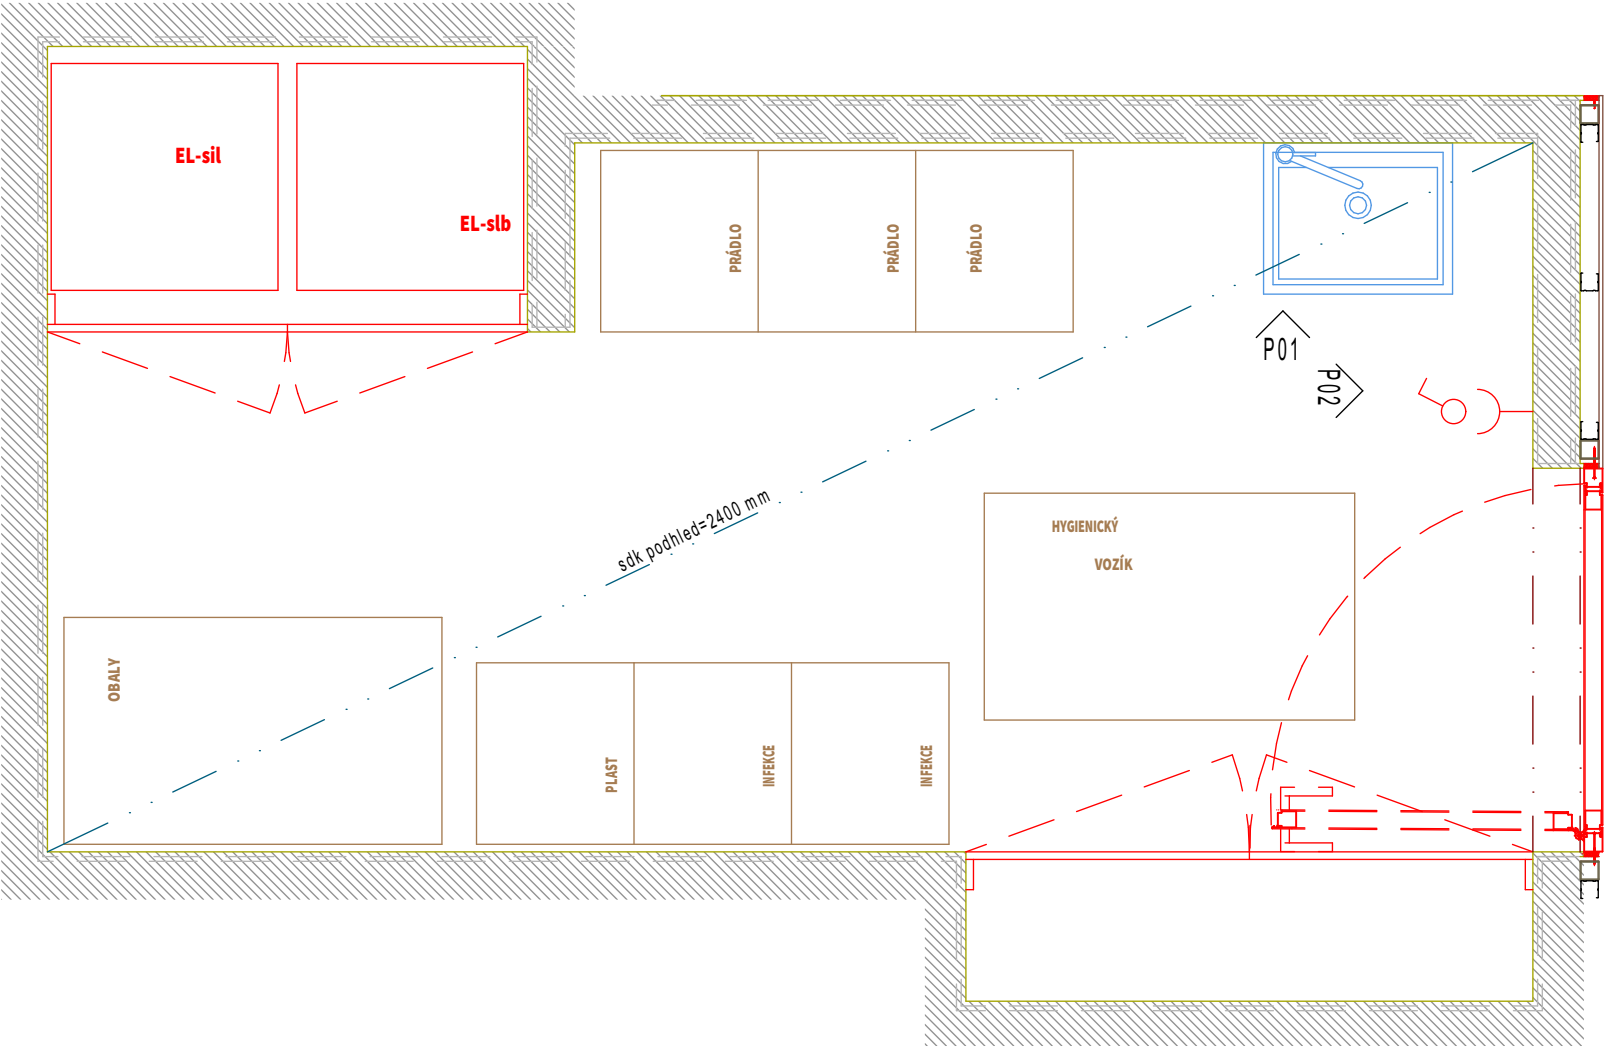 EL-sil
EL-slb
PRÁDLO
PRÁDLO
PRÁDLO
P01
P02
sdk podhled=2400 mm
HYGIENICKÝ
VOZÍK
OBALY
PLAST
INFEKCE
INFEKCE